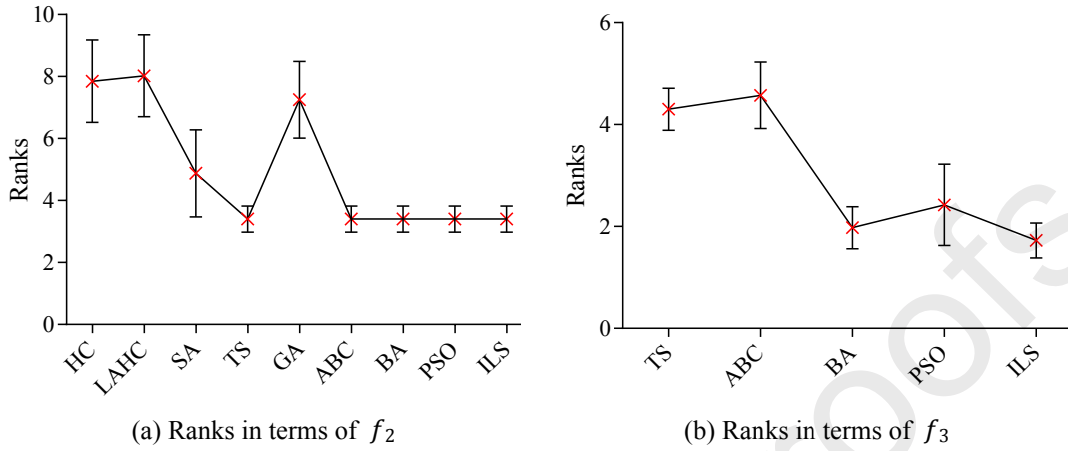 10
8
6
4
2
0
Ranks
HC LAHC SA TS GA ABC BA PSO ILS
(a) Ranks in terms of f2
6
4
2
0
Ranks
TS ABC BA PSO ILS
(b) Ranks in terms of f3
oofs